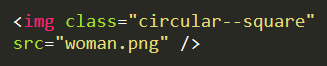 <img class="circular--square"
src="woman.png" />